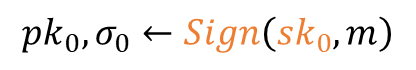 pk₀, σ₀ ← Sign(sk₀, m)